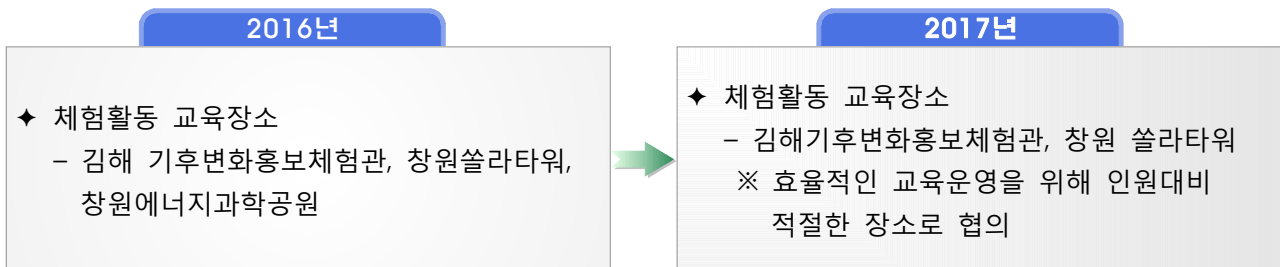 2016년
✦ 체험활동 교육장소
– 김해 기후변화홍보체험관, 창원쏠라타워,
창원에너지과학공원
2017년
✦ 체험활동 교육장소
– 김해기후변화홍보체험관, 창원 쏠라타워
※ 효율적인 교육운영을 위해 인원대비
적절한 장소로 협의